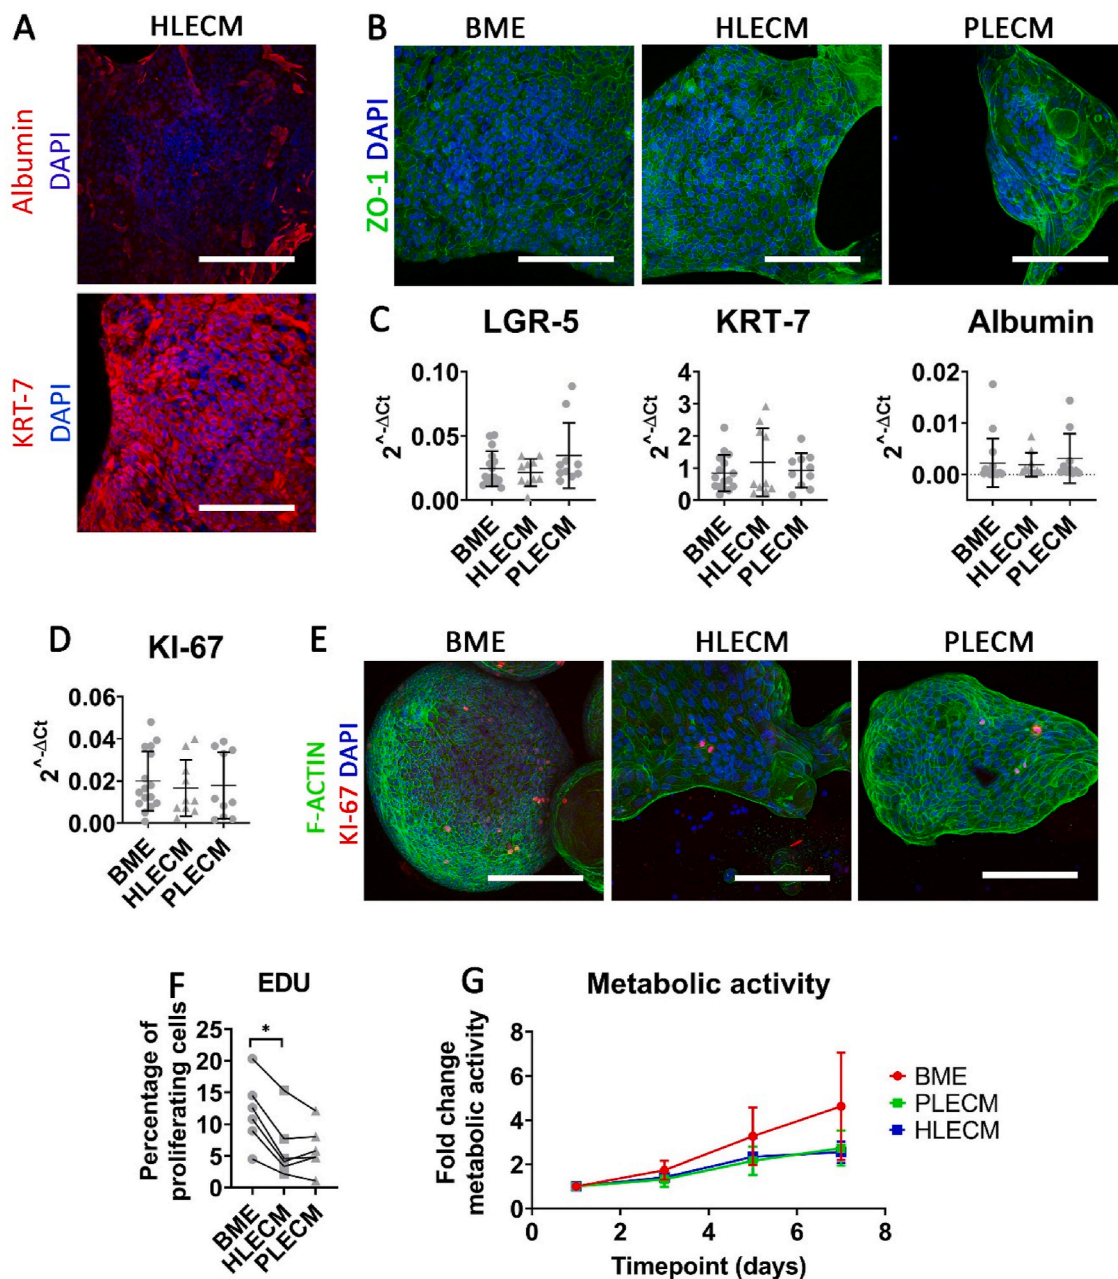 A
HLECM
Albumin
DAPI
KRT-7
DAPI
B
BME
HLECM
PLECM
ZO-1 DAPI
C
LGR-5
2^-ΔCt
0.10
0.05
0.00
BME
HLECM
PLECM
KRT-7
2^-ΔCt
4
3
2
1
0
BME
HLECM
PLECM
Albumin
2^-ΔCt
0.02
0.01
0.00
BME
HLECM
PLECM
D
KI-67
2^-ΔCt
0.06
0.04
0.02
0.00
BME
HLECM
PLECM
E
BME
HLECM
PLECM
F-ACTIN
KI-67 DAPI
F
EDU
Percentage of
proliferating cells
25
20
15
10
5
0
*
BME
HLECM
PLECM
G
Metabolic activity
Fold change
metabolic activity
8
6
4
2
0
0
2
4
6
8
Timepoint (days)
BME
PLECM
HLECM